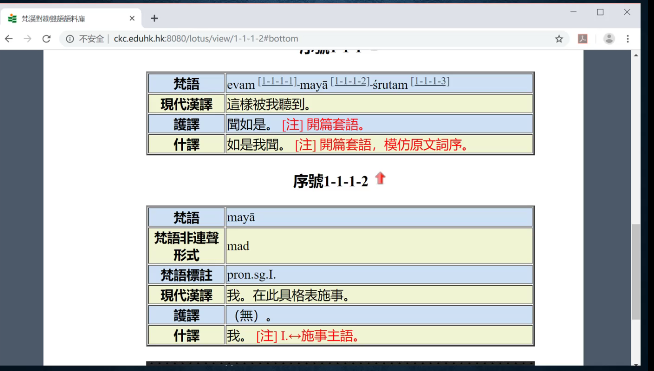 梵漢對勘雙語語料庫
不安全 | ckc.eduhk.hk:8080/lotus/view/1-1-1-2#bottom
梵語 evam [1-1-1-1]-mayā [1-1-1-2]-śrutam [1-1-1-3]
現代漢譯 這樣被我聽到。
護譯 聞如是。 [注] 開篇套語。
什譯 如是我聞。 [注] 開篇套語，模仿原文詞序。
序號1-1-1-2
梵語 mayā
梵語非連聲
形式 mad
梵語標註 pron.sg.I.
現代漢譯 我。在此具格表施事。
護譯 （無）。
什譯 我。 [注] I.↔施事主語。